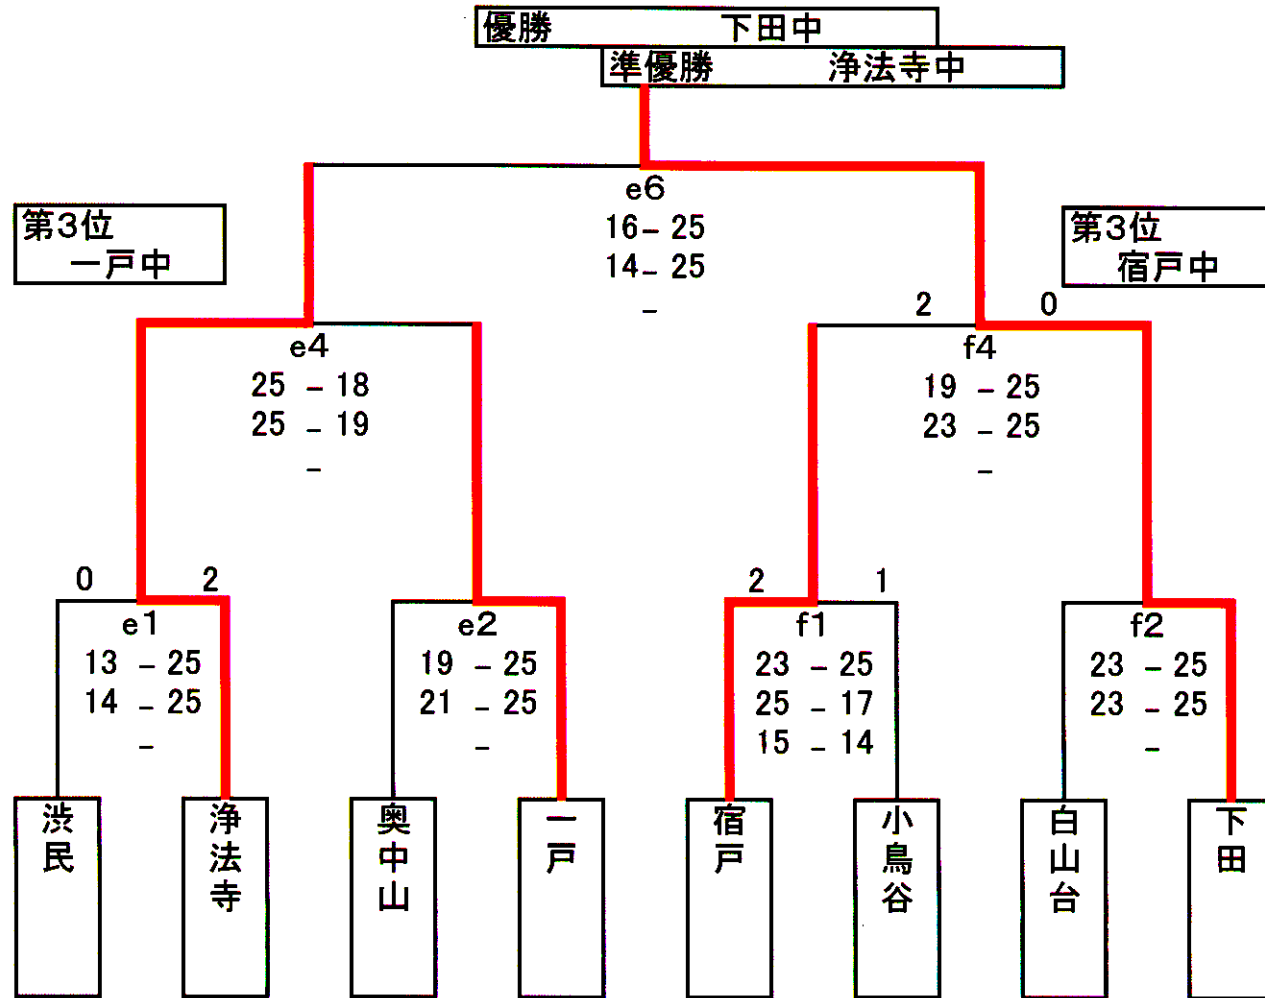 優勝 下田中
準優勝 浄法寺中
e6
16- 25
14- 25
-
第3位
一戸中
第3位
宿戸中
2 0
e4
25 - 18
25 - 19
-
f4
19 - 25
23 - 25
-
0 2
e1
13 - 25
14 - 25
-
e2
19 - 25
21 - 25
-
2 1
f1
23 - 25
25 - 17
15 - 14
f2
23 - 25
23 - 25
-
渋民
浄法寺
奥中山
一戸
宿戸
小鳥谷
白山台
下田